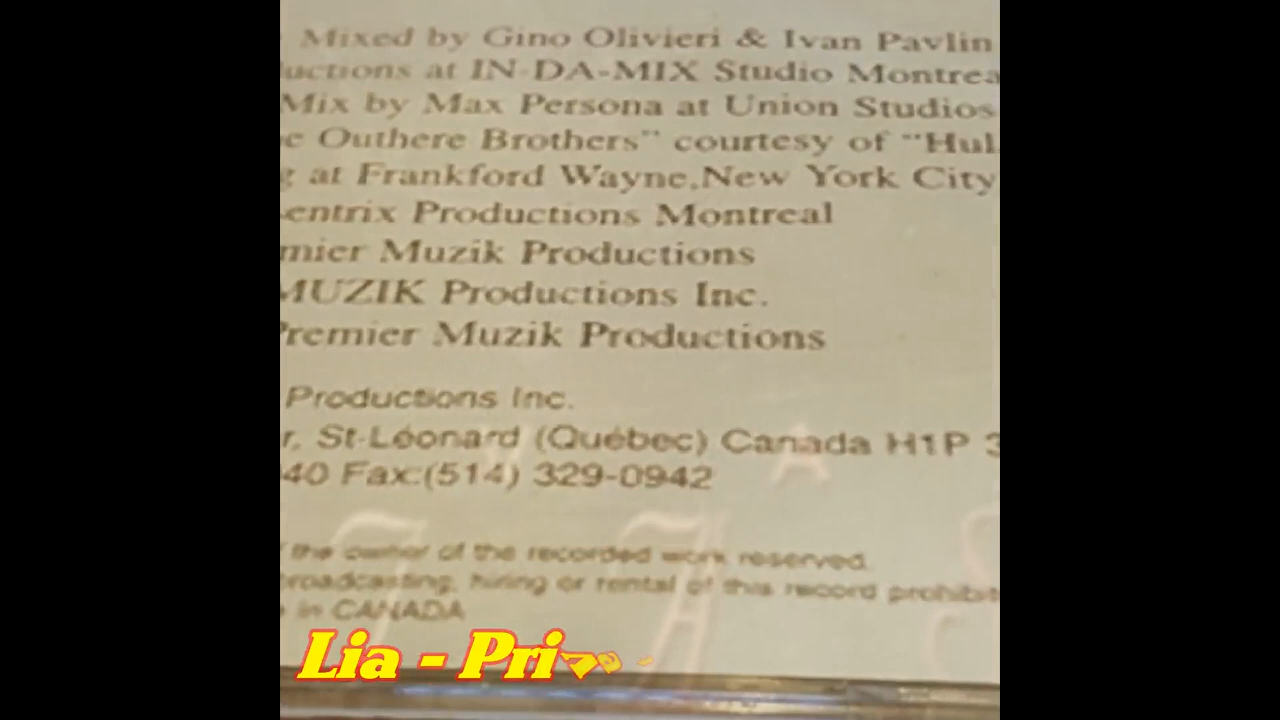 Mixed by Gino Olivieri & Ivan Pavlin
uctions at IN-DA-MIX Studio Montrea
Mix by Max Persona at Union Studios
e Outhere Brothers" courtesy of "Hul
g at Frankford Wayne,New York City
entrix Productions Montreal
mier Muzik Productions
MUZIK Productions Inc.
Premier Muzik Productions
Productions Inc.
r, St-Léonard (Québec) Canada H1P 3
40 Fax:(514) 329-0942
f the owner of the recorded work reserved.
roadcasting, hiring or rental of this record prohibit
in CANADA
Lia - Pri